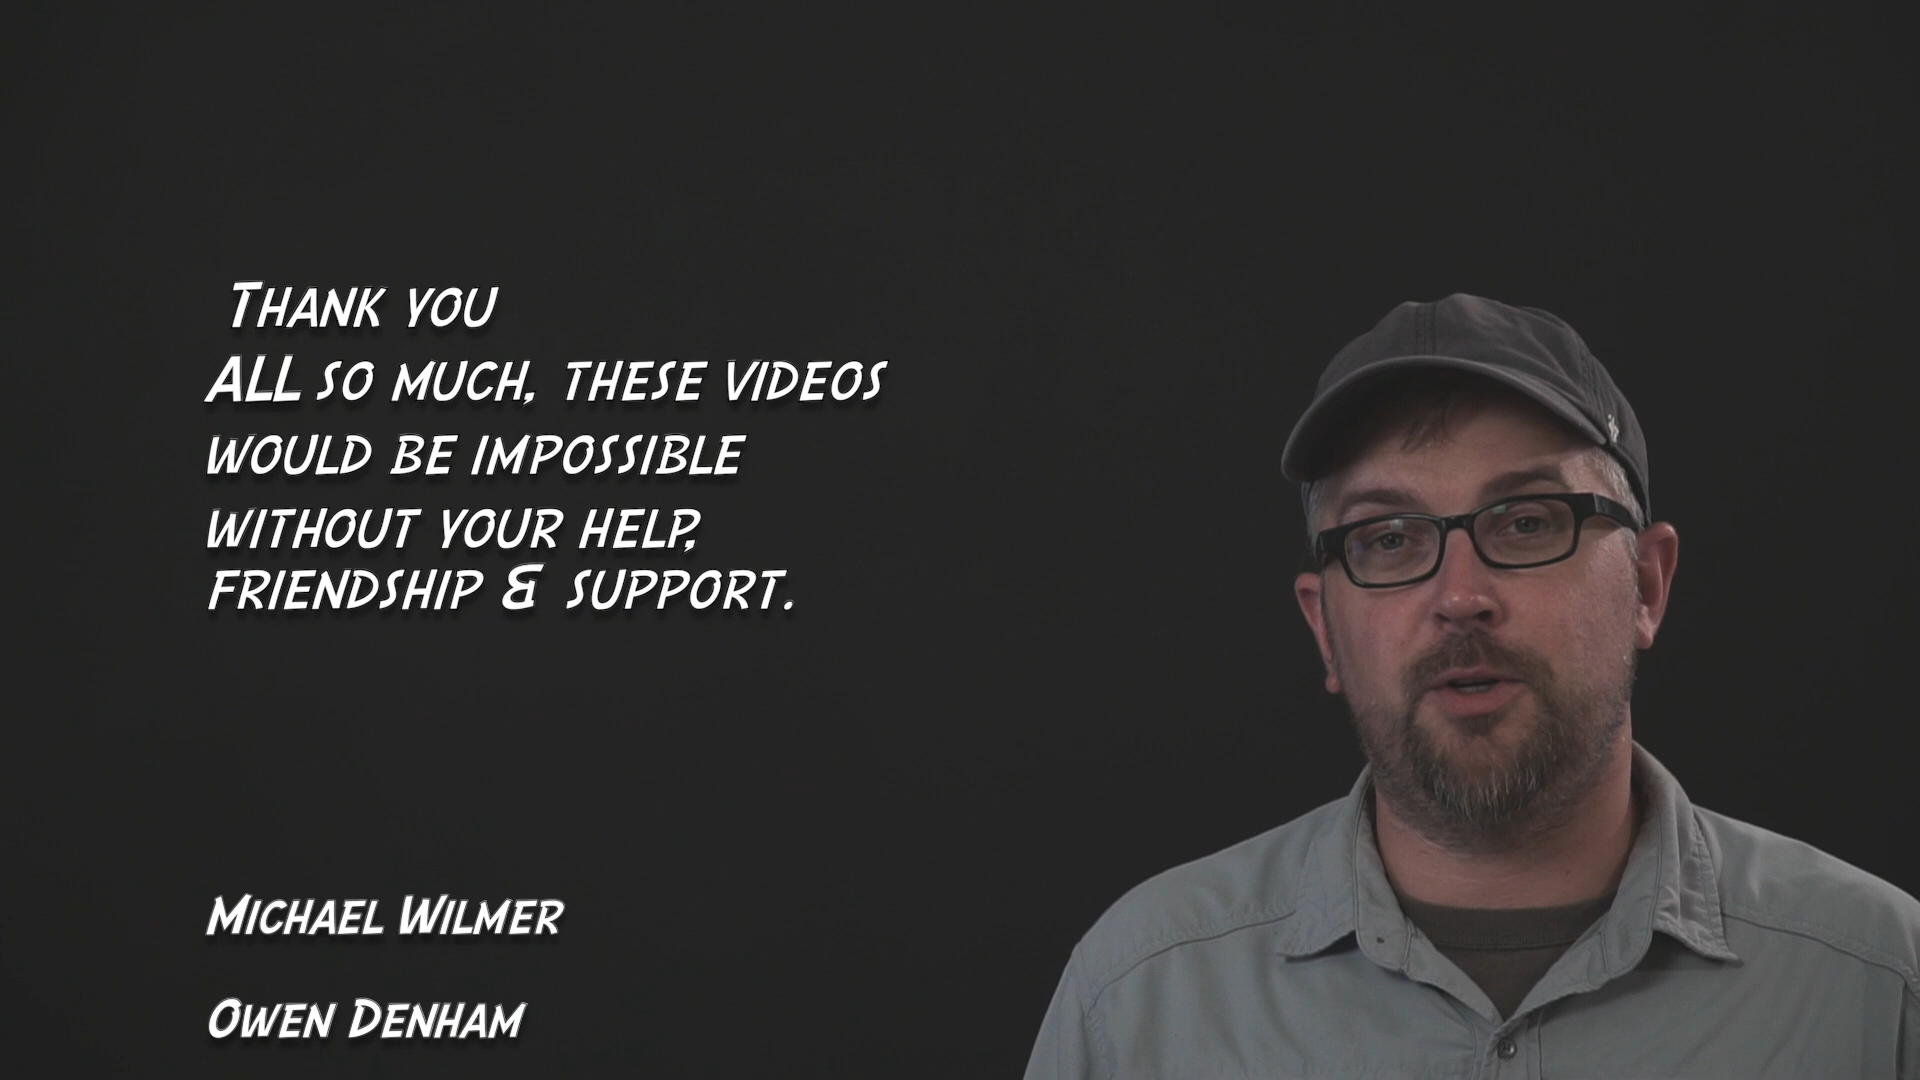 Thank you
ALL so much, these videos
would be impossible
without your help,
friendship & support.
Michael Wilmer
Owen Denham